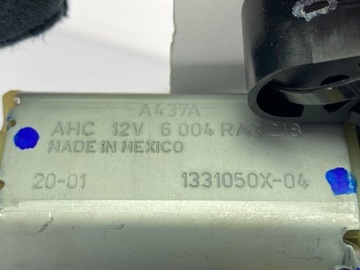 A437A
AHC 12V 6 004 RA3 218
MADE IN MEXICO
20-01 1331050X-04